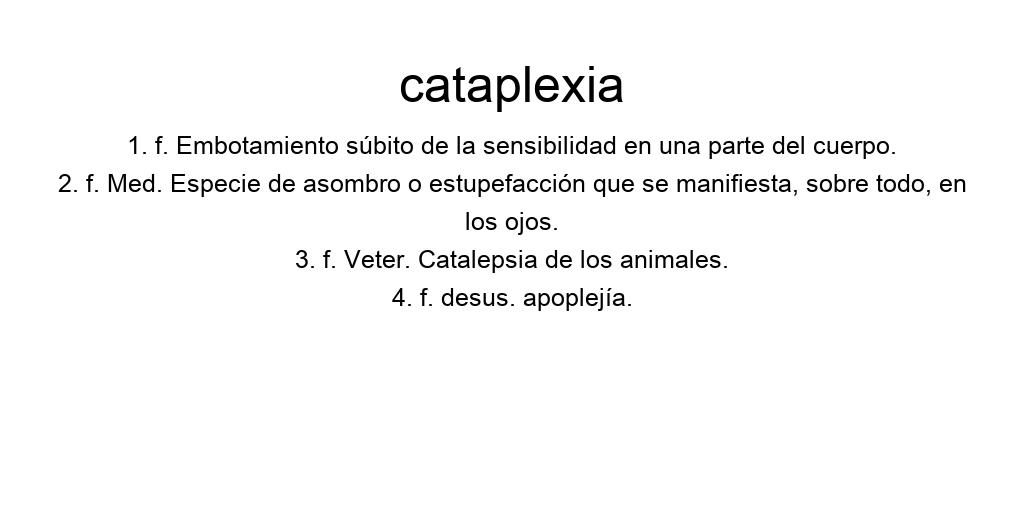 cataplexia
1. f. Embotamiento súbito de la sensibilidad en una parte del cuerpo.
2. f. Med. Especie de asombro o estupefacción que se manifiesta, sobre todo, en
los ojos.
3. f. Veter. Catalepsia de los animales.
4. f. desus. apoplejía.